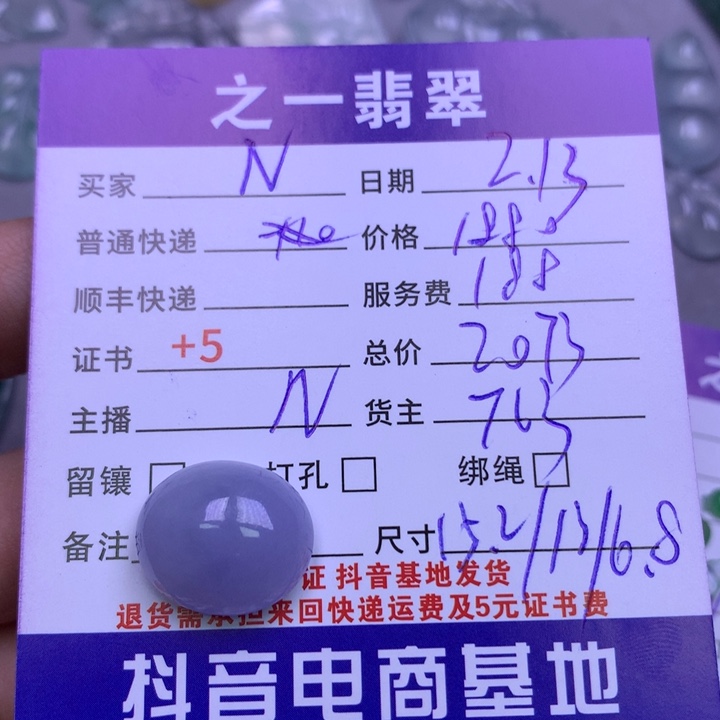 之一翡翠
买家 N 日期 2.13
普通快递 价格 1880
顺丰快递 服务费 188
证书 +5 总价 2073
主播 N 货主 763
留镶 打孔 绑绳
备注 尺寸 15.2/13/6.8
证 抖音基地发货
退货需承担来回快递运费及5元证书费
抖音电商基地